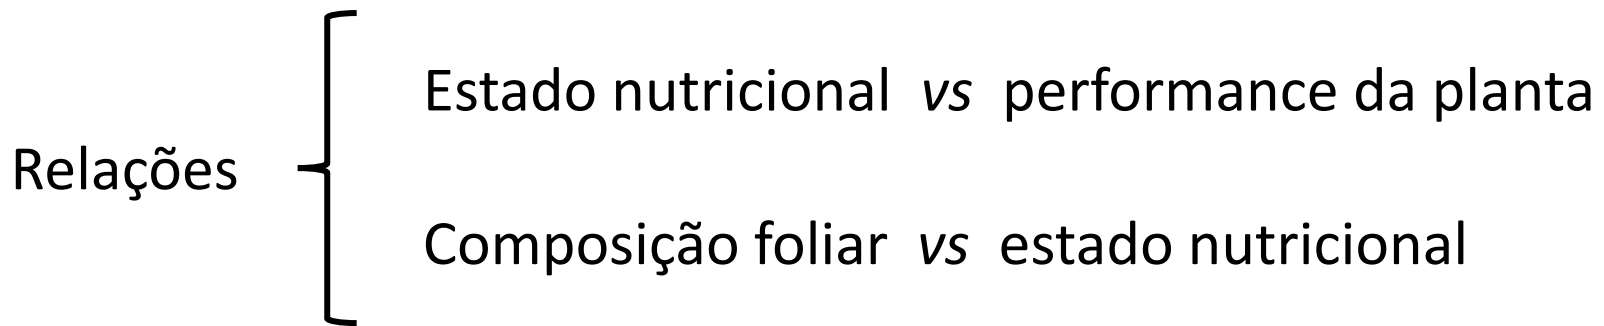 Estado nutricional vs performance da planta
Relações
Composição foliar vs estado nutricional